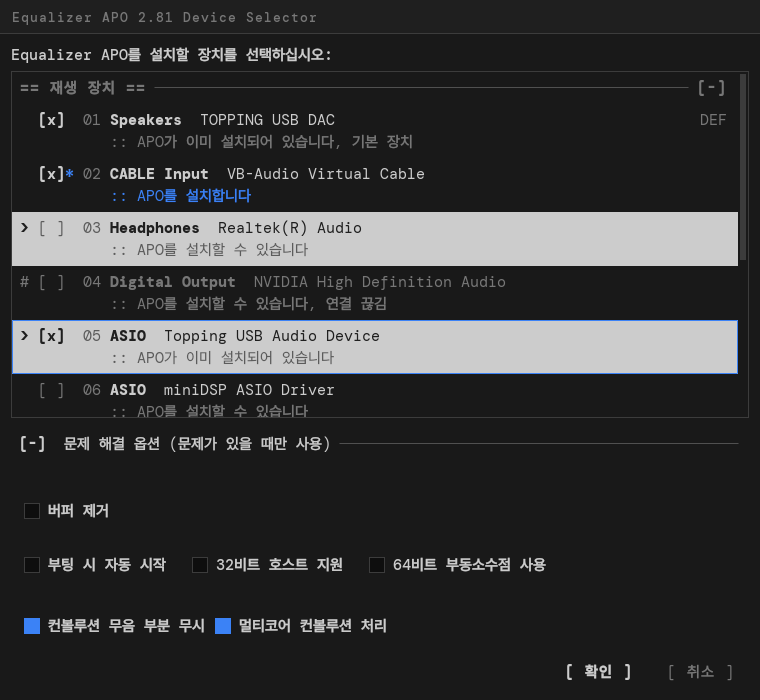 Equalizer APO 2.81 Device Selector
Equalizer APO를 설치할 장치를 선택하십시오:
== 재생 장치 == [-]
[x] 01 Speakers TOPPING USB DAC DEF
:: APO가 이미 설치되어 있습니다, 기본 장치
[x]* 02 CABLE Input VB-Audio Virtual Cable
:: APO를 설치합니다
› [ ] 03 Headphones Realtek(R) Audio
:: APO를 설치할 수 있습니다
# [ ] 04 Digital Output NVIDIA High Definition Audio
:: APO를 설치할 수 있습니다, 연결 끊김
› [x] 05 ASIO Topping USB Audio Device
:: APO가 이미 설치되어 있습니다
[ ] 06 ASIO miniDSP ASIO Driver
:: APO를 설치할 수 있습니다
[-] 문제 해결 옵션 (문제가 있을 때만 사용)
버퍼 제거
부팅 시 자동 시작 32비트 호스트 지원 64비트 부동소수점 사용
컨볼루션 무음 부분 무시 멀티코어 컨볼루션 처리
[ 확인 ] [ 취소 ]